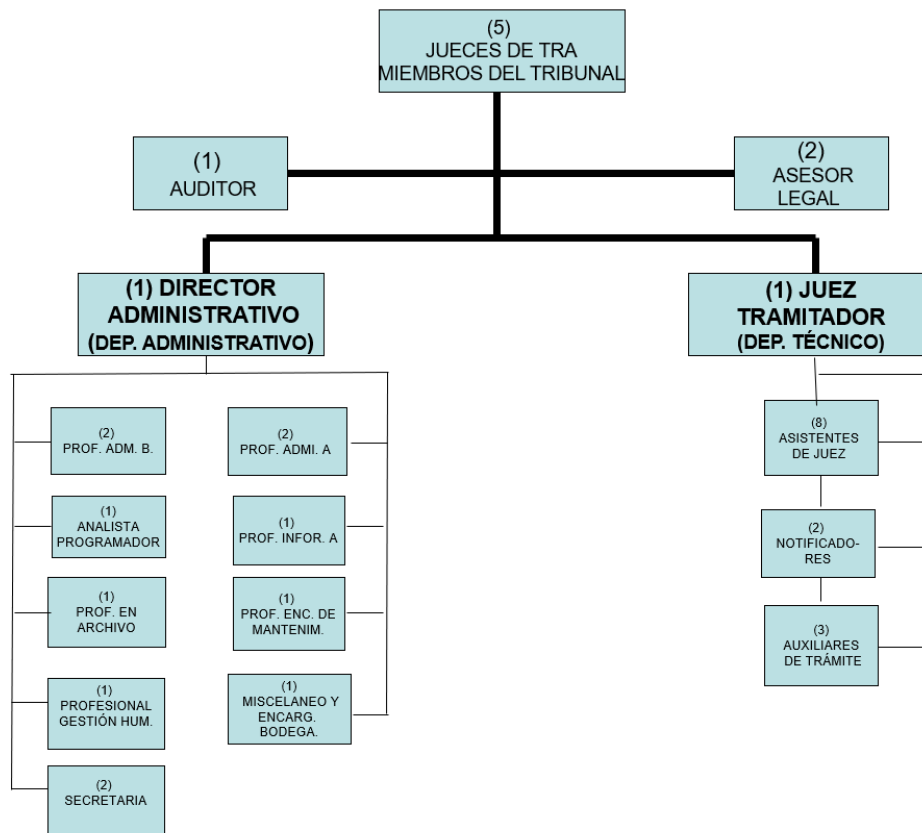 (5)
JUECES DE TRA
MIEMBROS DEL TRIBUNAL
(1)
AUDITOR
(2)
ASESOR
LEGAL
(1) DIRECTOR
ADMINISTRATIVO
(DEP. ADMINISTRATIVO)
(1) JUEZ
TRAMITADOR
(DEP. TÉCNICO)
(2)
PROF. ADM. B.
(2)
PROF. ADMI. A
(8)
ASISTENTES
DE JUEZ
(1)
ANALISTA
PROGRAMADOR
(1)
PROF. INFOR. A
(2)
NOTIFICADO-
RES
(1)
PROF. EN
ARCHIVO
(1)
PROF. ENC. DE
MANTENIM.
(3)
AUXILIARES
DE TRÁMITE
(1)
PROFESIONAL
GESTIÓN HUM.
(1)
MISCELANEO Y
ENCARG.
BODEGA.
(2)
SECRETARIA